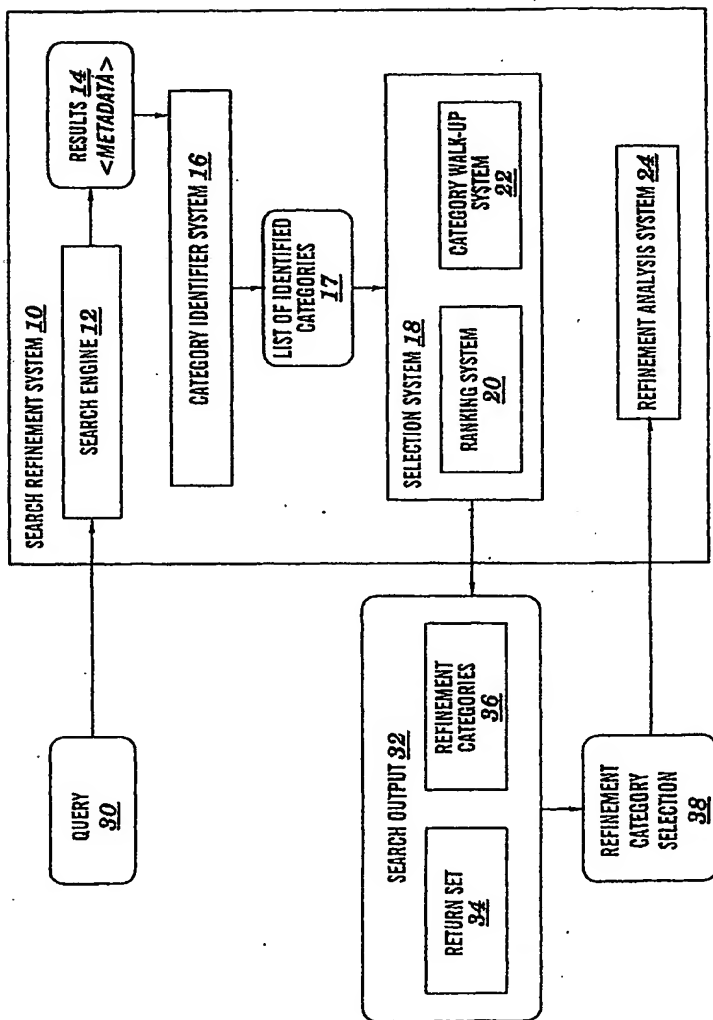 SEARCH REFINEMENT SYSTEM 10
QUERY
30
SEARCH ENGINE 12
RESULTS 14
<METADATA>
CATEGORY IDENTIFIER SYSTEM 16
LIST OF IDENTIFIED
CATEGORIES
17
SELECTION SYSTEM 18
RANKING SYSTEM
20
CATEGORY WALK-UP
SYSTEM
22
SEARCH OUTPUT 32
RETURN SET
34
REFINEMENT
CATEGORIES
36
REFINEMENT
CATEGORY
SELECTION
38
REFINEMENT ANALYSIS SYSTEM 24